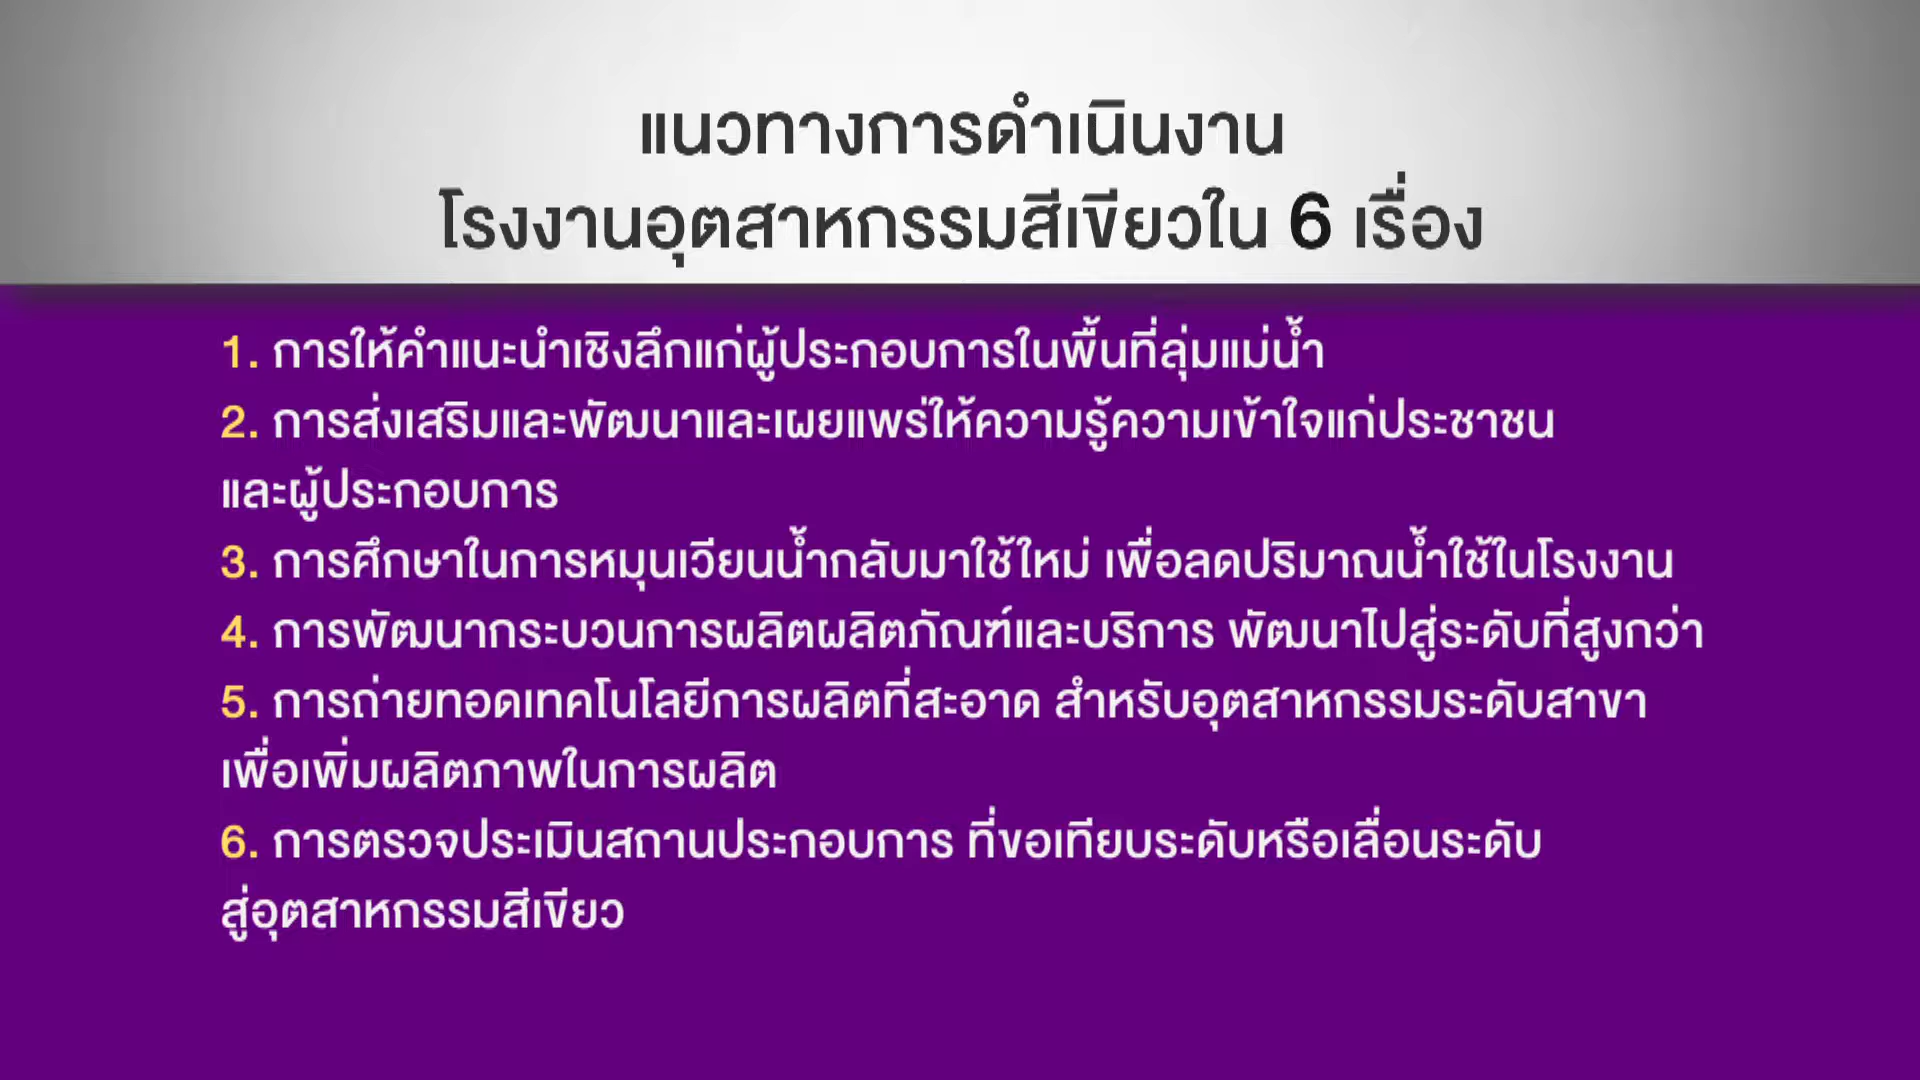 แนวทางการดำเนินงาน
โรงงานอุตสาหกรรมสีเขียวใน 6 เรื่อง
1. การให้คำแนะนำเชิงลึกแก่ผู้ประกอบการในพื้นที่ลุ่มแม่น้ำ
2. การส่งเสริมและพัฒนาและเผยแพร่ให้ความรู้ความเข้าใจแก่ประชาชน
และผู้ประกอบการ
3. การศึกษาในการหมุนเวียนน้ำกลับมาใช้ใหม่ เพื่อลดปริมาณน้ำใช้ในโรงงาน
4. การพัฒนากระบวนการผลิตผลิตภัณฑ์และบริการ พัฒนาไปสู่ระดับที่สูงกว่า
5. การถ่ายทอดเทคโนโลยีการผลิตที่สะอาด สำหรับอุตสาหกรรมระดับสาขา
เพื่อเพิ่มผลิตภาพในการผลิต
6. การตรวจประเมินสถานประกอบการ ที่ขอเทียบระดับหรือเลื่อนระดับ
สู่อุตสาหกรรมสีเขียว